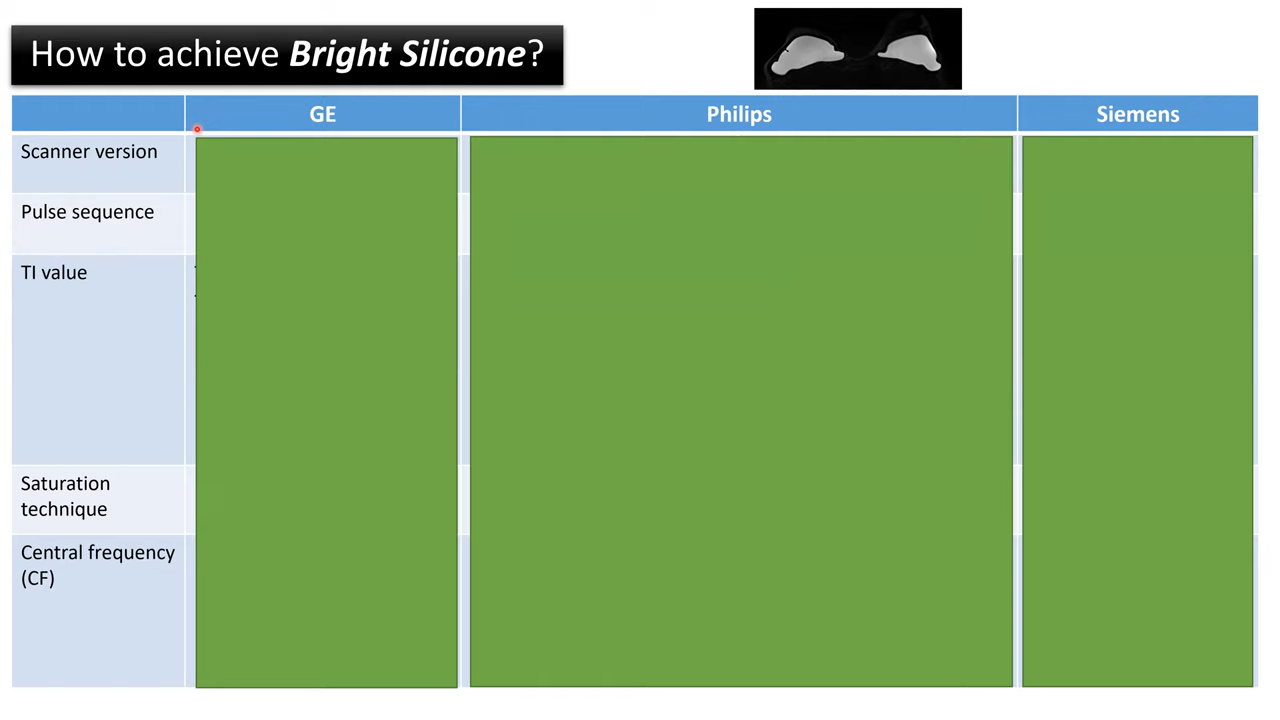 How to achieve Bright Silicone?
GE
Philips
Siemens
Scanner version
Pulse sequence
TI value
Saturation
technique
Central frequency
(CF)